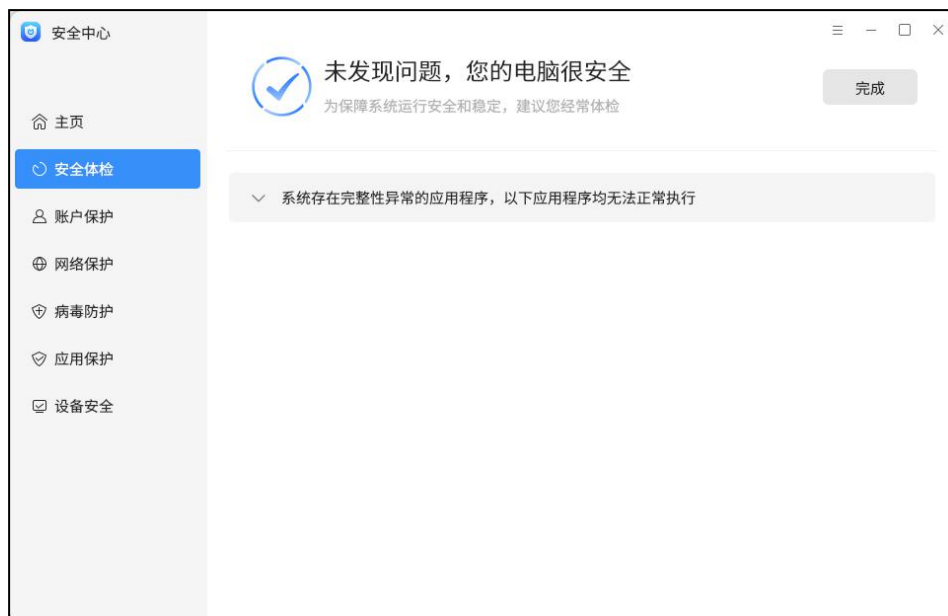 安全中心
未发现问题，您的电脑很安全
为保障系统运行安全和稳定，建议您经常体检
完成
主页
安全体检
账户保护
网络保护
病毒防护
应用保护
设备安全
系统存在完整性异常的应用程序，以下应用程序均无法正常执行